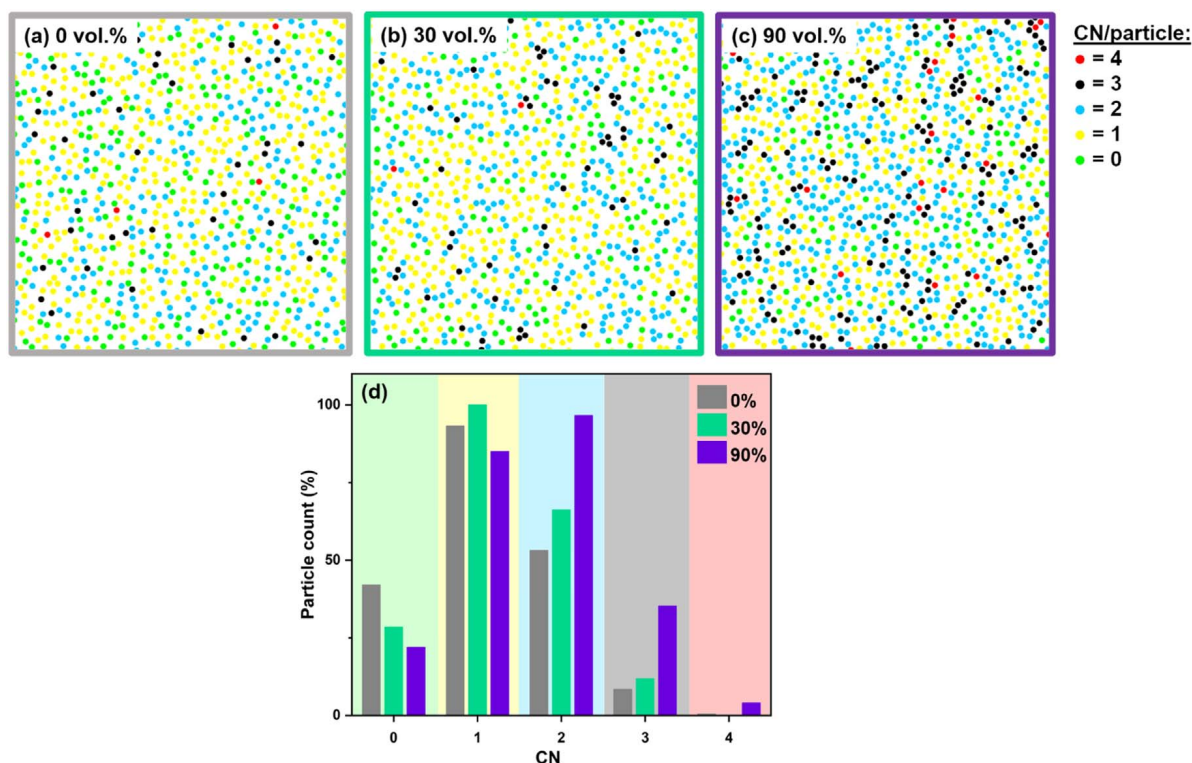 (a) 0 vol.%
(b) 30 vol.%
(c) 90 vol.%
CN/particle:
= 4
= 3
= 2
= 1
= 0
(d)
0%
30%
90%
100
50
0
Particle count (%)
0 1 2 3 4
CN